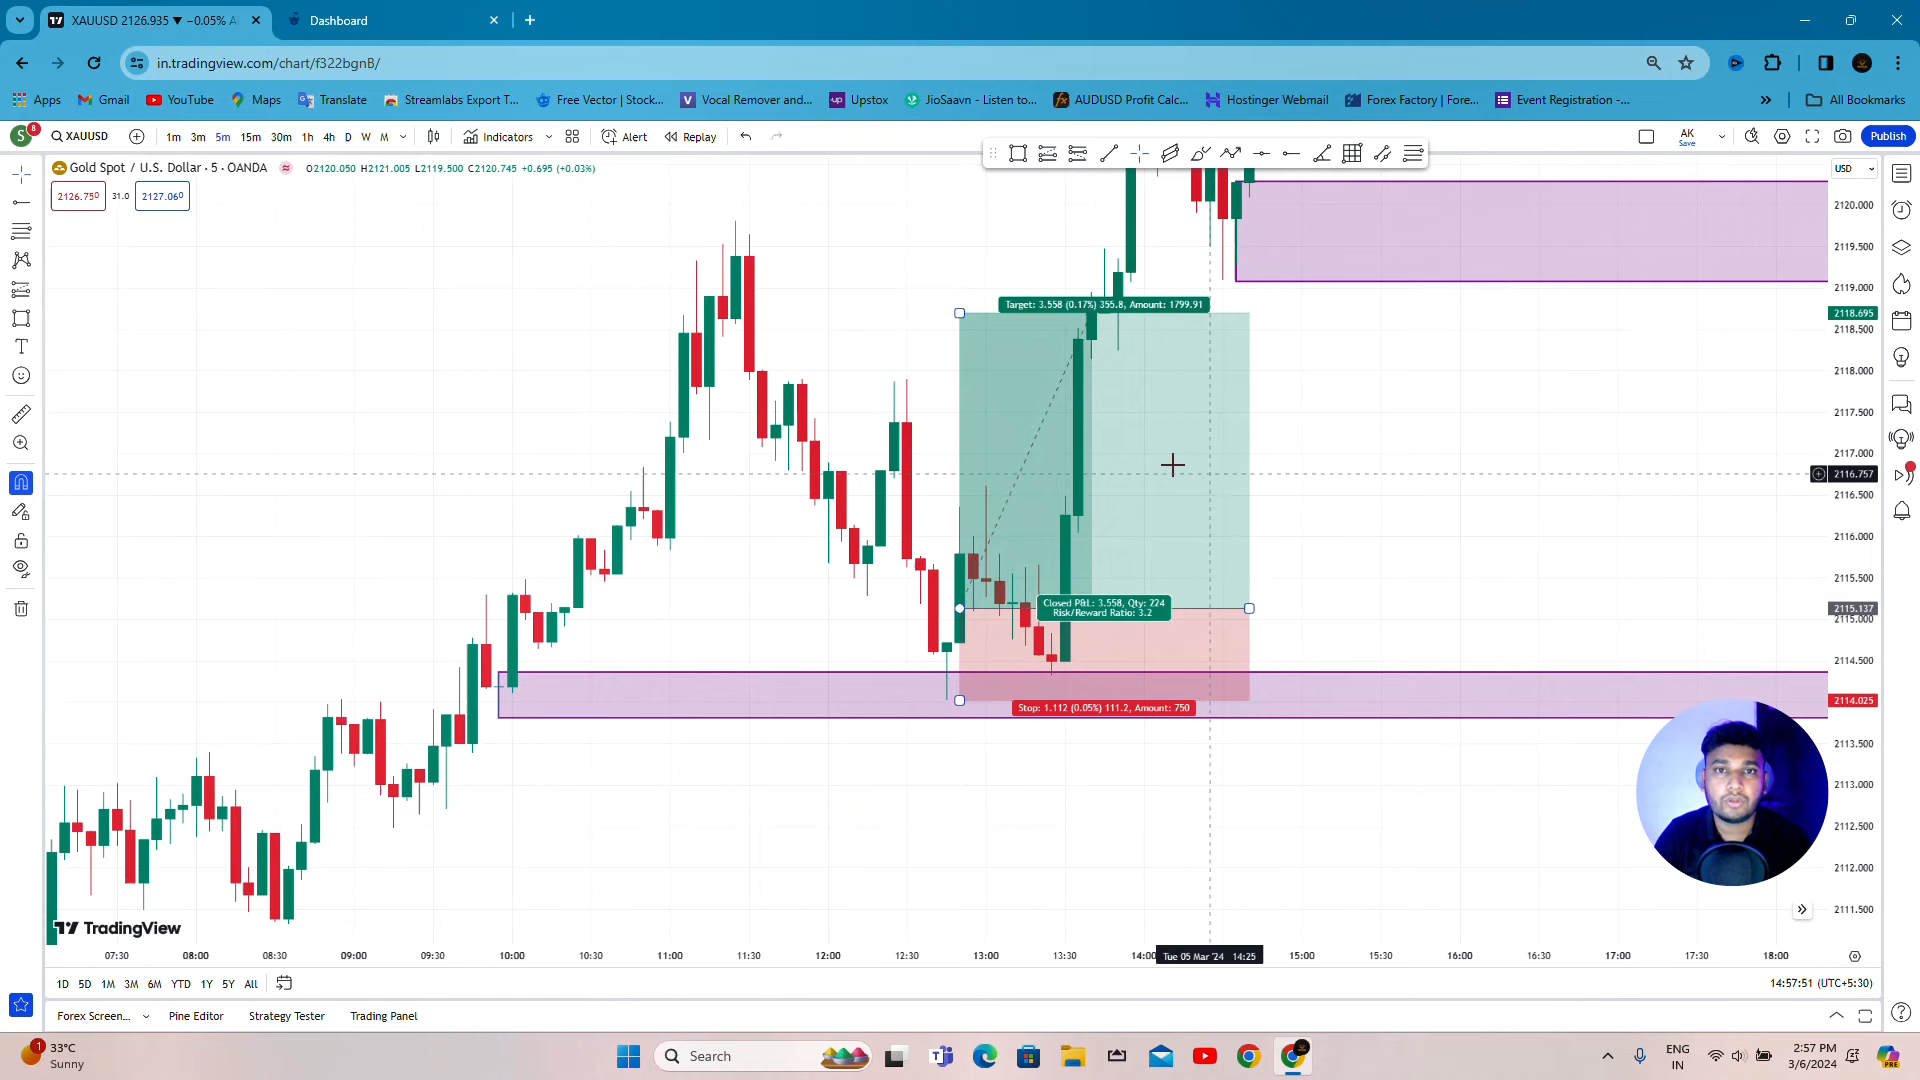 XAUUSD 2126.935 ▼ −0.05% A
Dashboard
in.tradingview.com/chart/f322bgnB/
Apps
Gmail
YouTube
Maps
Translate
Streamlabs Export T...
Free Vector | Stock...
Vocal Remover and...
Upstox
JioSaavn - Listen to...
AUDUSD Profit Calc...
Hostinger Webmail
Forex Factory | Fore...
Event Registration -...
All Bookmarks
S
8
XAUUSD
1m 3m 5m 15m 30m 1h 4h D W M
Indicators
Alert
Replay
AK
Save
Publish
Gold Spot / U.S. Dollar · 5 · OANDA
O2120.050 H2121.005 L2119.500 C2120.745 +0.695 (+0.03%)
USD
2126.750
31.0
2127.060
2120.000
2119.500
2119.000
2118.695
2118.500
2118.000
2117.500
2117.000
2116.757
2116.500
2116.000
2115.500
2115.137
2115.000
2114.500
2114.025
2113.500
2113.000
2112.500
2112.000
2111.500
Target: 3.558 (0.17%) 355.8, Amount: 1799.91
Closed P&L: 3.558, Qty: 224
Risk/Reward Ratio: 3.2
Stop: 1.112 (0.05%) 111.2, Amount: 750
TradingView
07:30 08:00 08:30 09:00 09:30 10:00 10:30 11:00 11:30 12:00 12:30 13:00 13:30 14:00 Tue 05 Mar '24 14:25 15:00 15:30 16:00 16:30 17:00 17:30 18:00
1D 5D 1M 3M 6M YTD 1Y 5Y All
14:57:51 (UTC+5:30)
Forex Screen...
Pine Editor
Strategy Tester
Trading Panel
1
33°C
Sunny
Search
ENG
IN
2:57 PM
3/6/2024
PRE